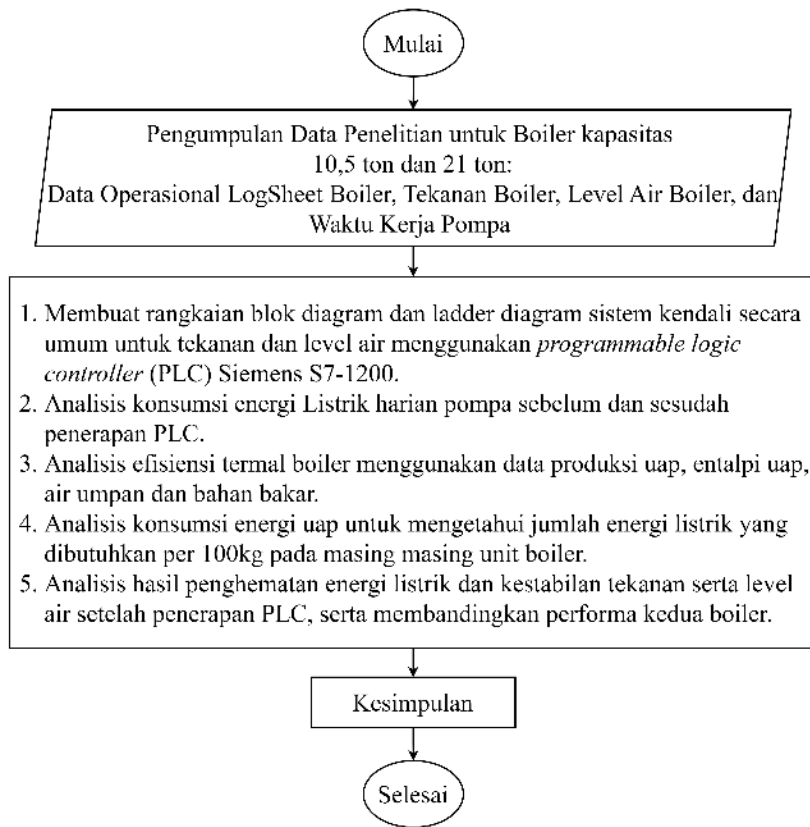 Mulai
Pengumpulan Data Penelitian untuk Boiler kapasitas
10,5 ton dan 21 ton:
Data Operasional LogSheet Boiler, Tekanan Boiler, Level Air Boiler, dan
Waktu Kerja Pompa
1. Membuat rangkaian blok diagram dan ladder diagram sistem kendali secara
umum untuk tekanan dan level air menggunakan programmable logic
controller (PLC) Siemens S7-1200.
2. Analisis konsumsi energi Listrik harian pompa sebelum dan sesudah
penerapan PLC.
3. Analisis efisiensi termal boiler menggunakan data produksi uap, entalpi uap,
air umpan dan bahan bakar.
4. Analisis konsumsi energi uap untuk mengetahui jumlah energi listrik yang
dibutuhkan per 100kg pada masing masing unit boiler.
5. Analisis hasil penghematan energi listrik dan kestabilan tekanan serta level
air setelah penerapan PLC, serta membandingkan performa kedua boiler.
Kesimpulan
Selesai